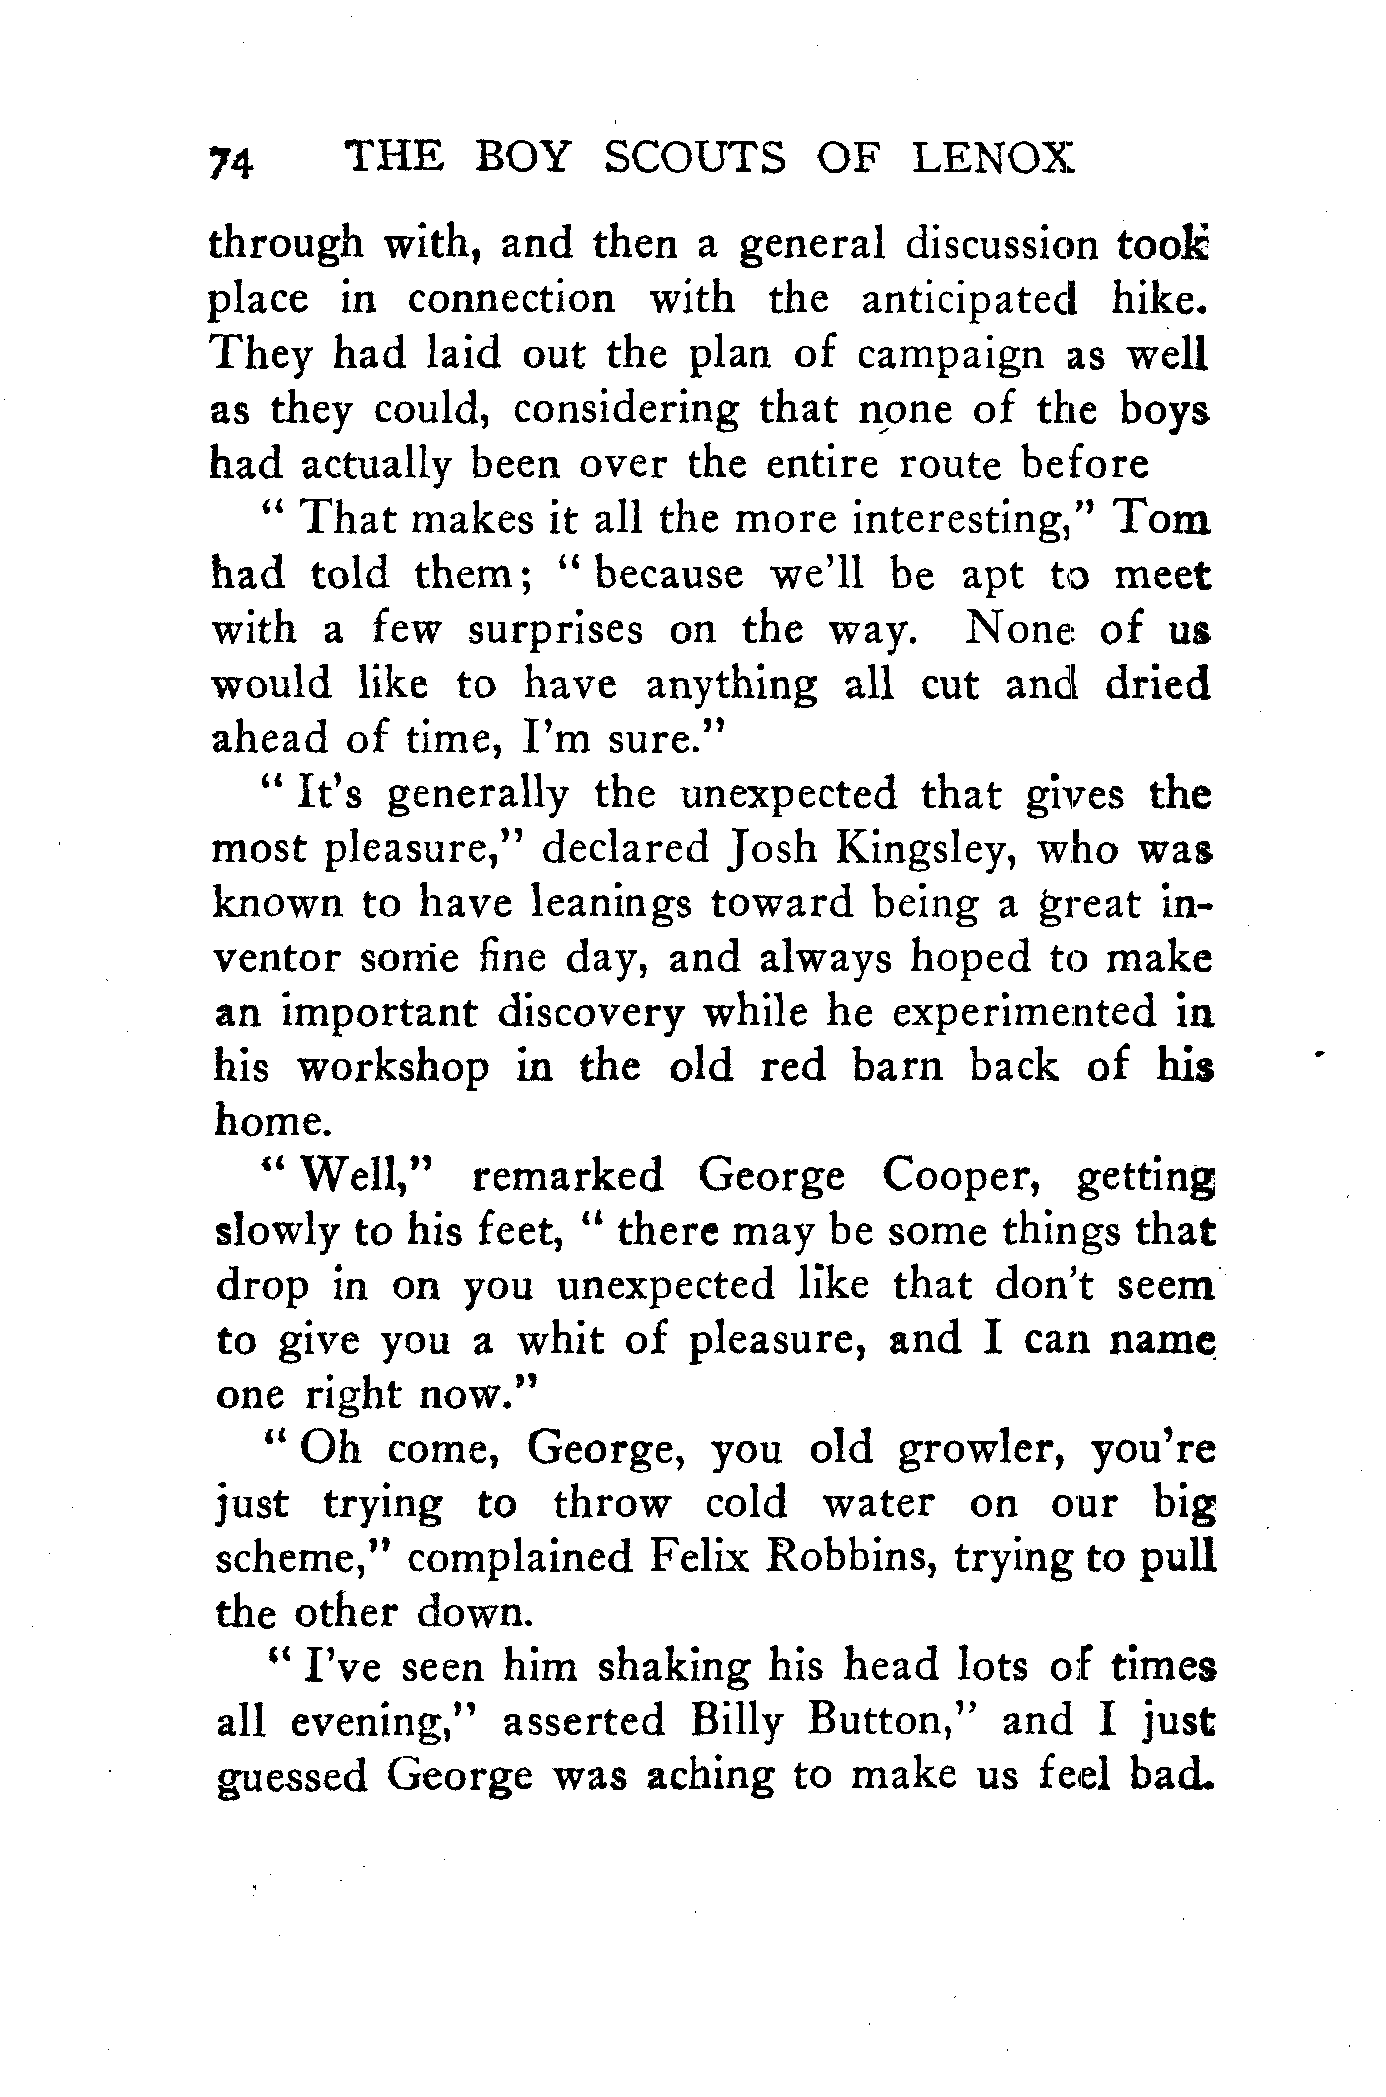 74 THE BOY SCOUTS OF LENOX
through with, and then a general discussion took
place in connection with the anticipated hike.
They had laid out the plan of campaign as well
as they could, considering that none of the boys
had actually been over the entire route before
" That makes it all the more interesting," Tom
had told them; " because we'll be apt to meet
with a few surprises on the way. None of us
would like to have anything all cut and dried
ahead of time, I'm sure."
" It's generally the unexpected that gives the
most pleasure," declared Josh Kingsley, who was
known to have leanings toward being a great in-
ventor some fine day, and always hoped to make
an important discovery while he experimented in
his workshop in the old red barn back of his
home.
" Well," remarked George Cooper, getting
slowly to his feet, " there may be some things that
drop in on you unexpected like that don't seem
to give you a whit of pleasure, and I can name
one right now."
" Oh come, George, you old growler, you're
just trying to throw cold water on our big
scheme," complained Felix Robbins, trying to pull
the other down.
" I've seen him shaking his head lots of times
all evening," asserted Billy Button," and I just
guessed George was aching to make us feel bad.